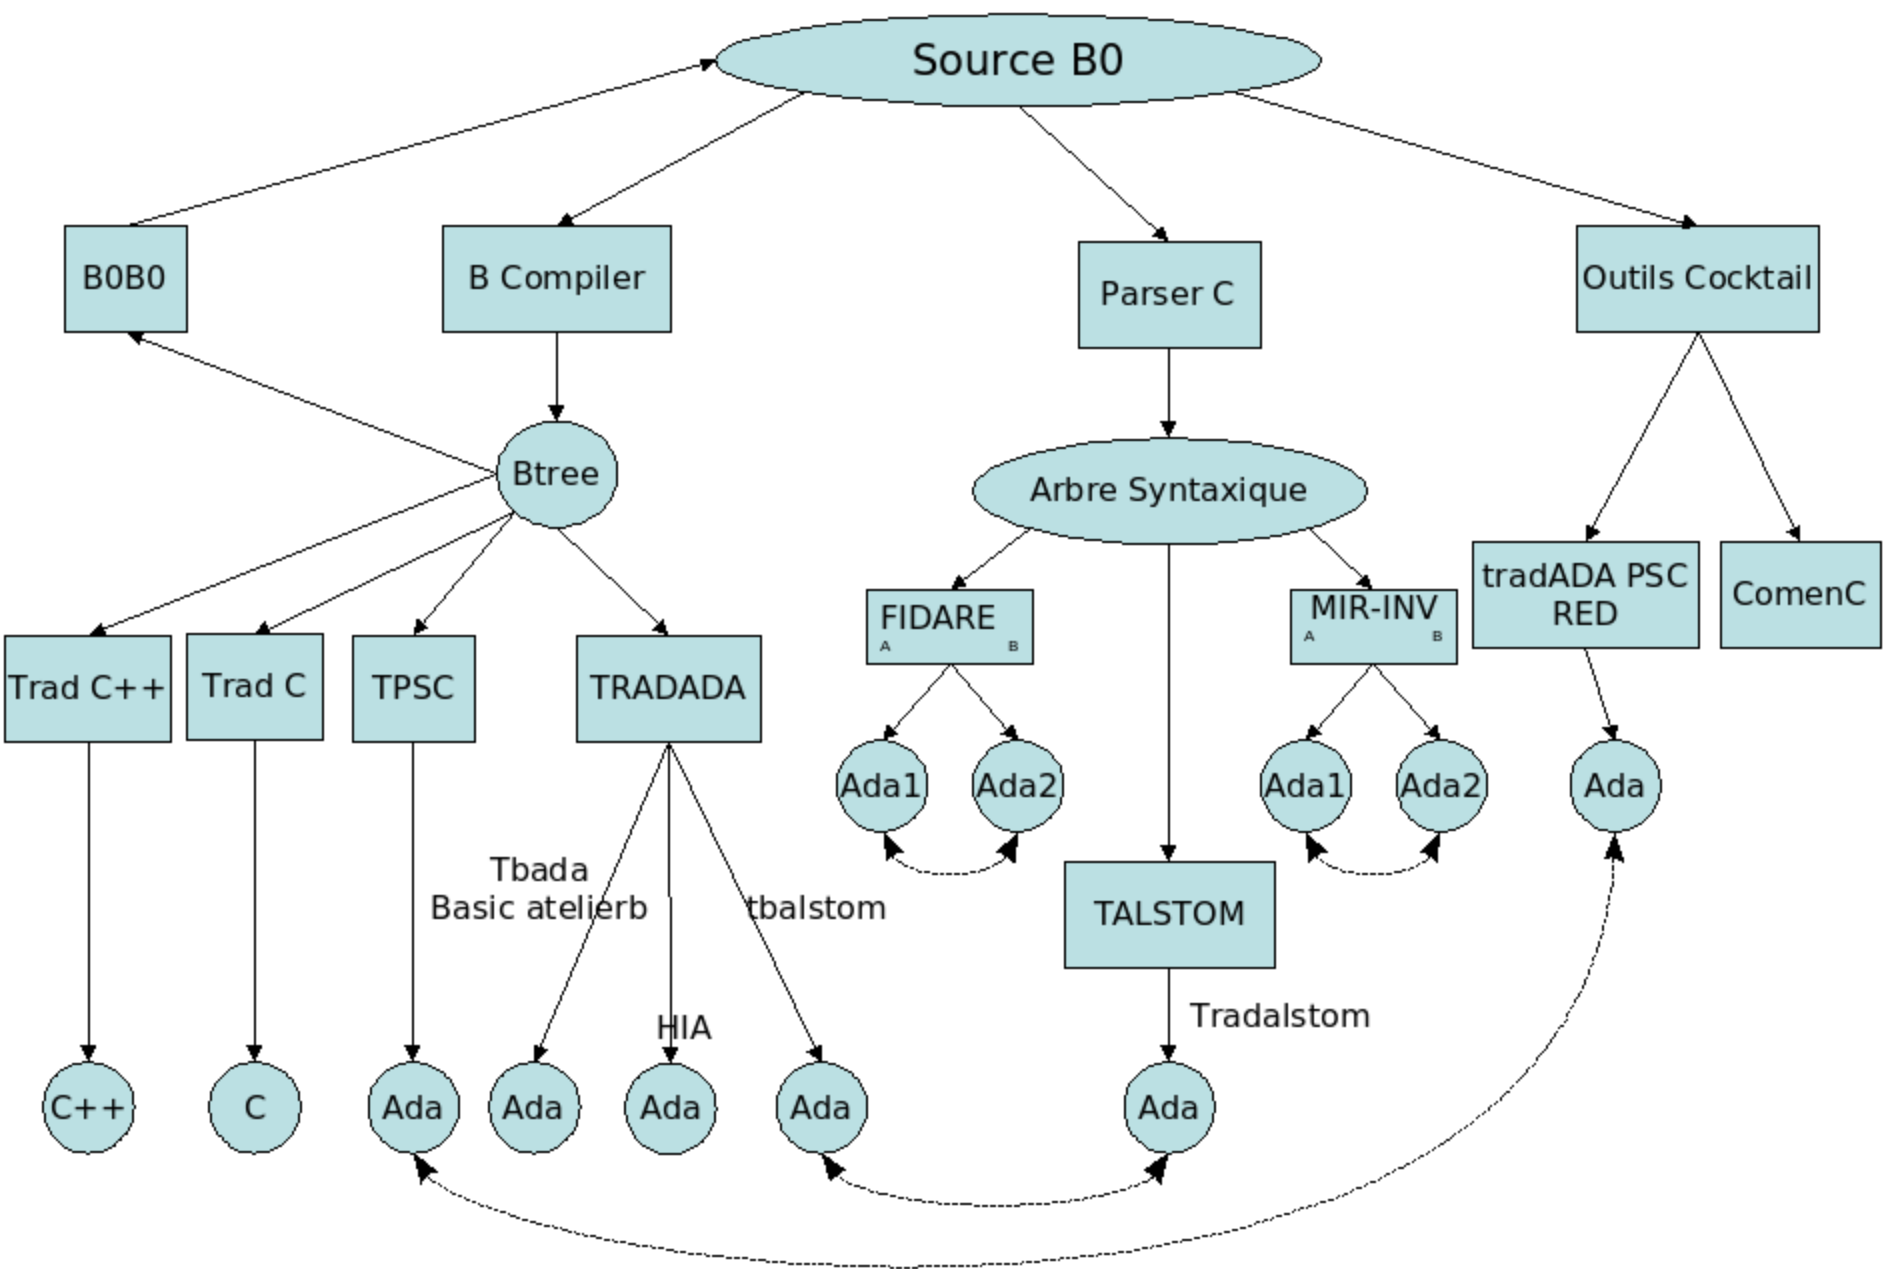 Source B0
B0B0
B Compiler
Parser C
Outils Cocktail
Btree
Arbre Syntaxique
tradADA PSC
RED
ComenC
FIDARE
A B
MIR-INV
A B
Trad C++
Trad C
TPSC
TRADADA
Ada1
Ada2
Ada1
Ada2
Ada
Tbada
Basic atelierb
tbalstom
TALSTOM
HIA
Tradalstom
C++
C
Ada
Ada
Ada
Ada
Ada